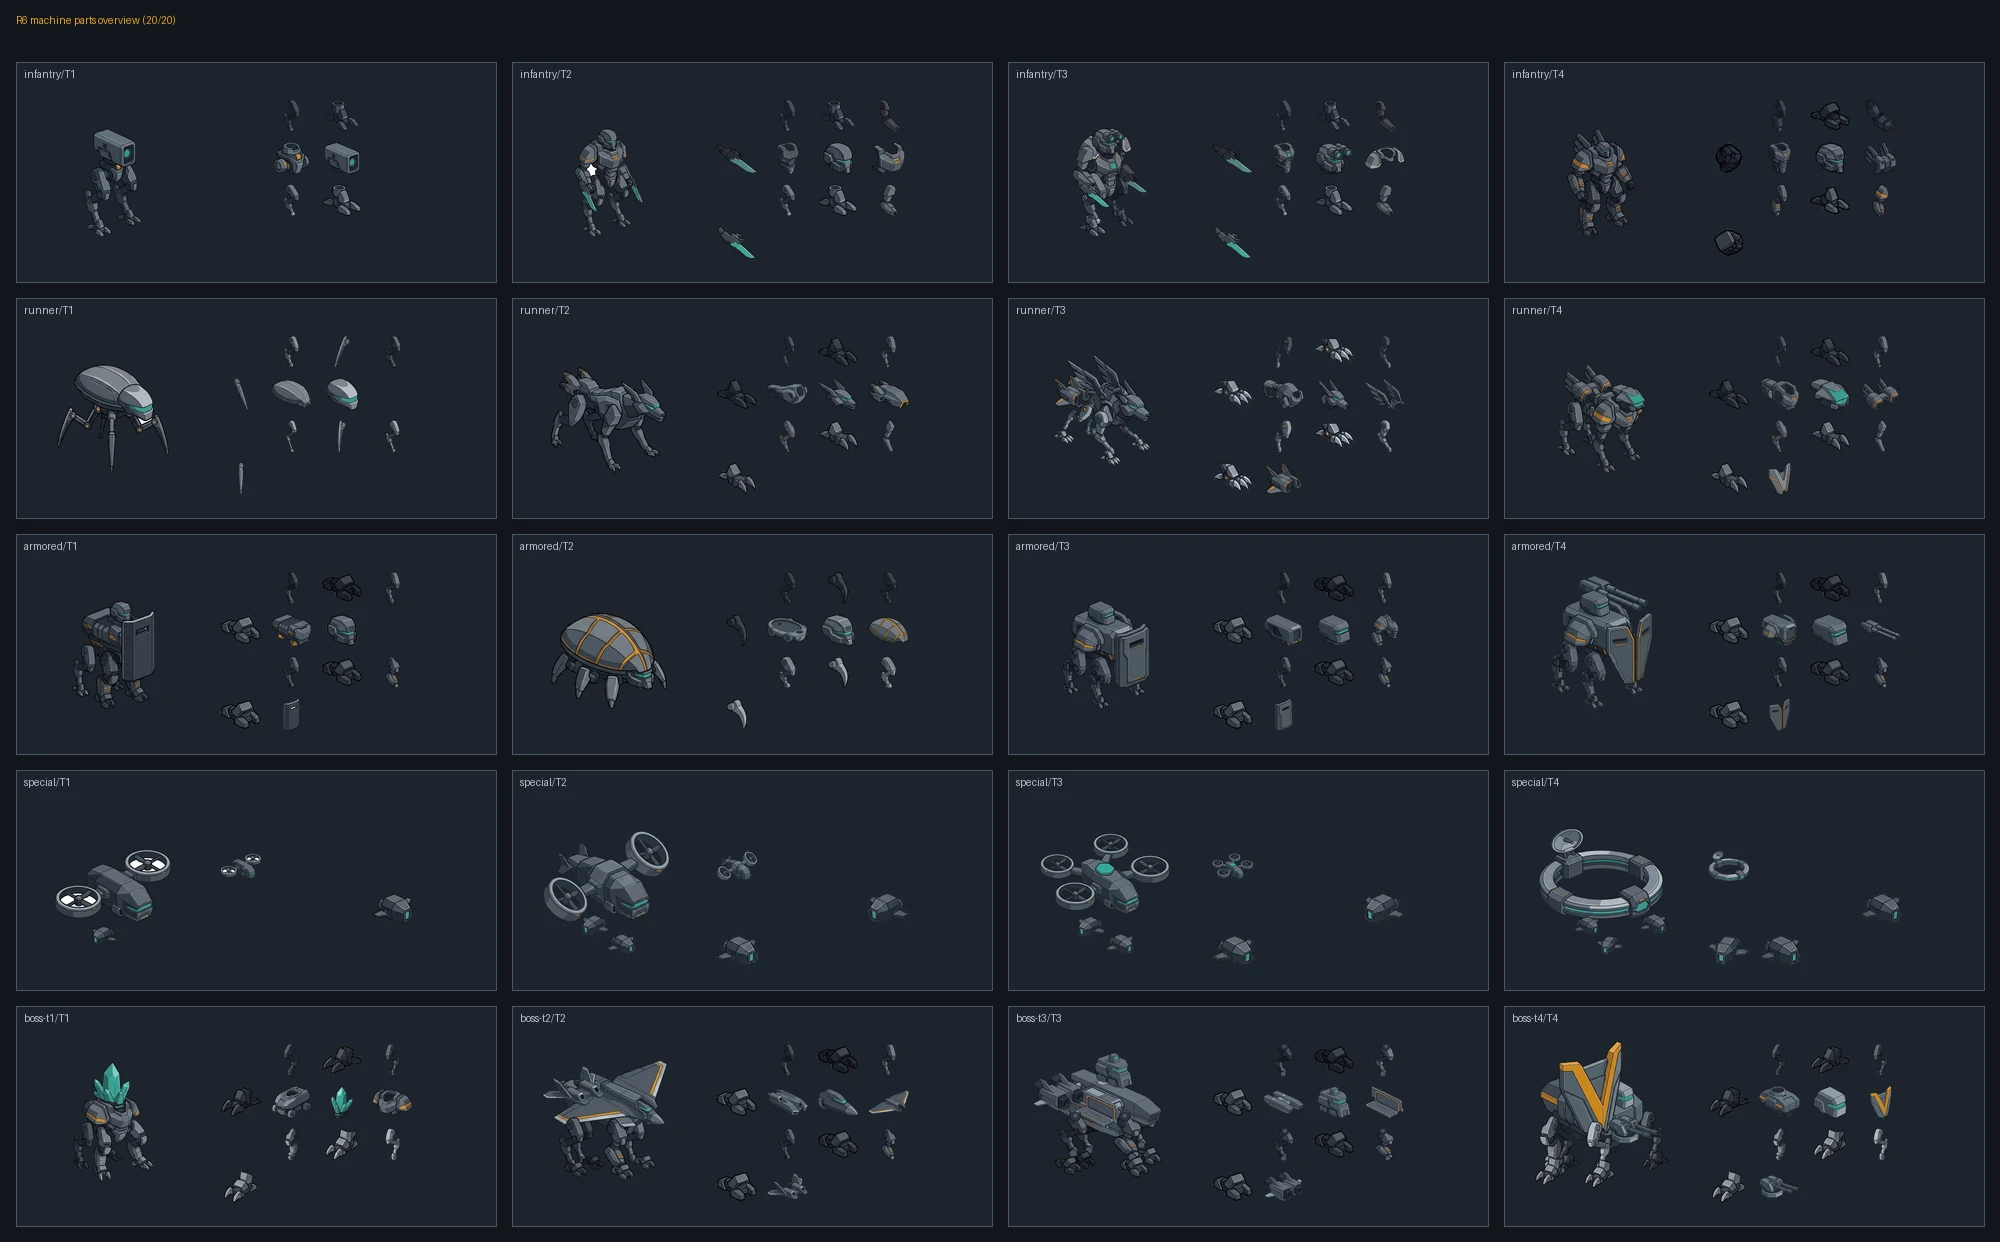 R6 machine parts overview (20/20)
infantry/T1
infantry/T2
infantry/T3
infantry/T4
runner/T1
runner/T2
runner/T3
runner/T4
armored/T1
armored/T2
armored/T3
armored/T4
special/T1
special/T2
special/T3
special/T4
boss-t1/T1
boss-t2/T2
boss-t3/T3
boss-t4/T4